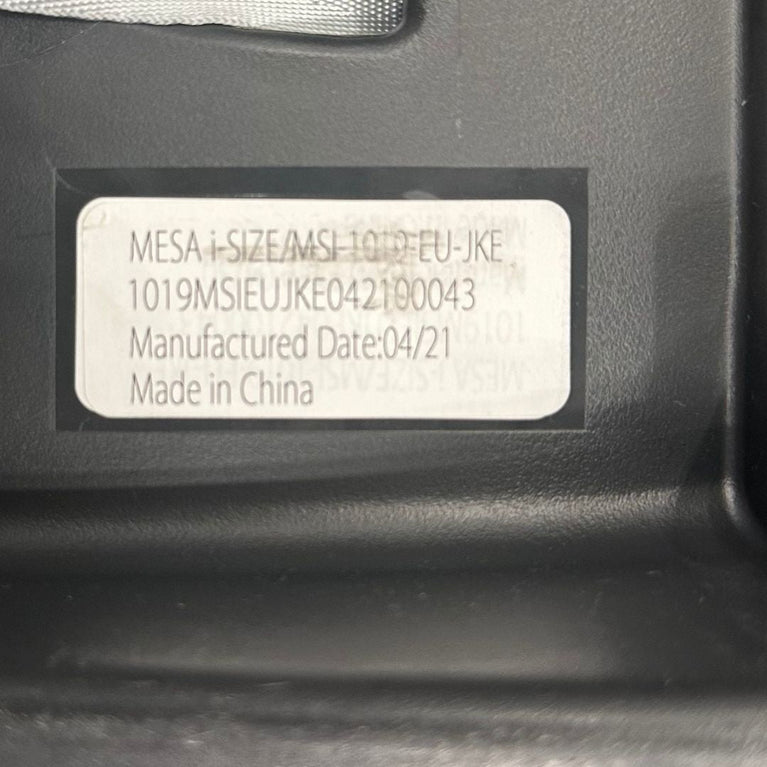 MESA i-SIZE/MSI-1019-EU-JKE
1019MSIEUJKE042100043
Manufactured Date:04/21
Made in China